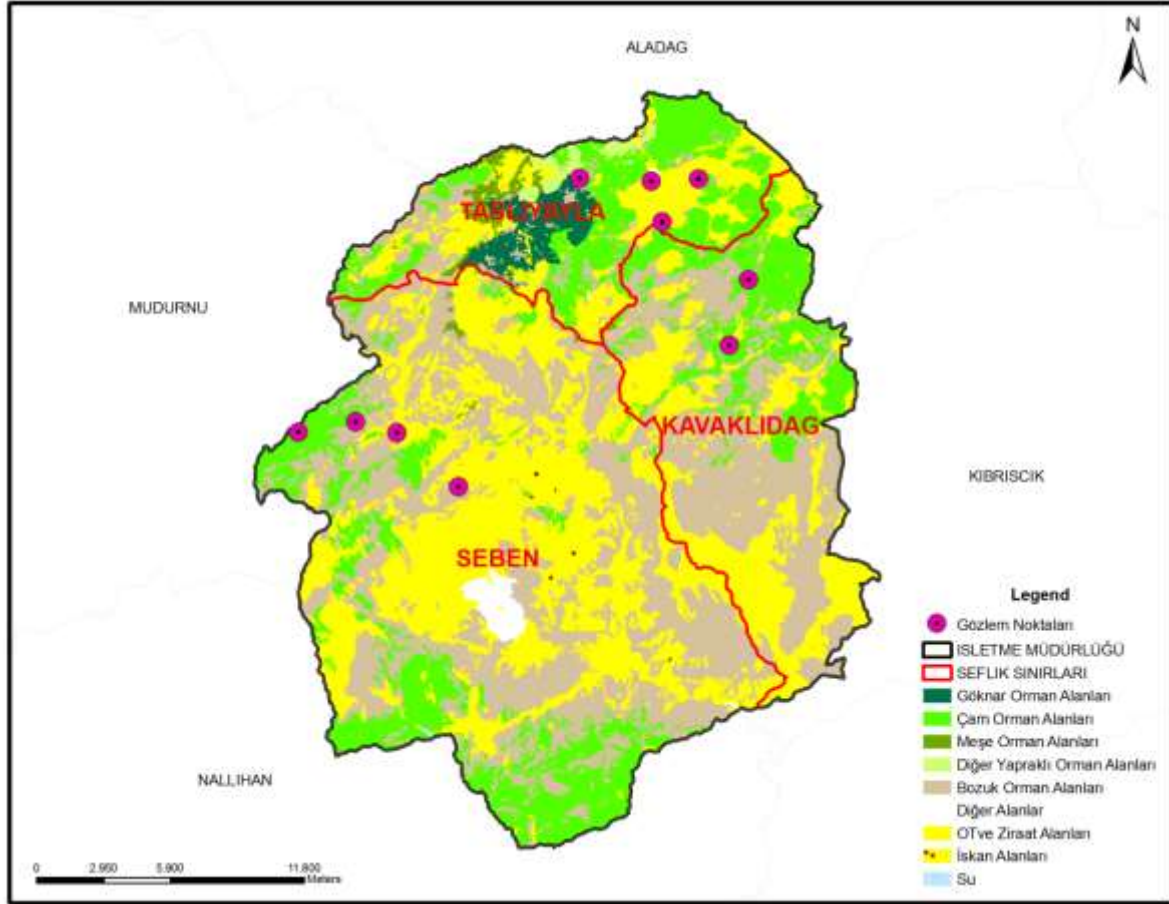 N
ALADAG
TASLIYAYLA
MUDURNU
KAVAKLIDAG
KIBRISCIK
SEBEN
NALLIHAN
Legend
Gözlem Noktaları
ISLETME MÜDÜRLÜĞÜ
SEFLIK SINIRLARI
Göknar Orman Alanları
Çam Orman Alanları
Meşe Orman Alanları
Diğer Yapraklı Orman Alanları
Bozuk Orman Alanları
Diğer Alanlar
OTve Ziraat Alanları
İskan Alanları
Su
0 2.950 5.900 11.800
Meters